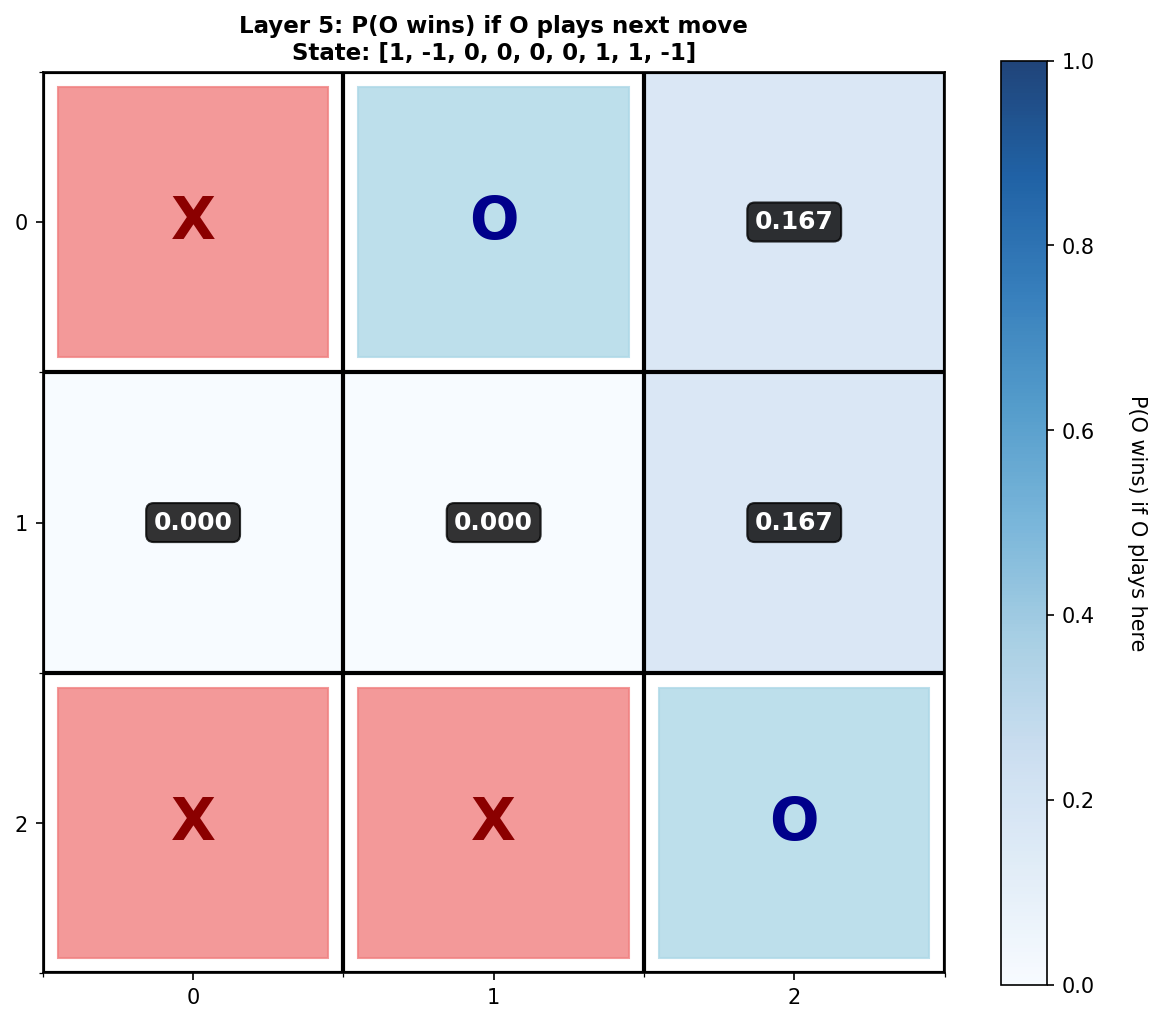 Layer 5: P(O wins) if O plays next move
State: [1, -1, 0, 0, 0, 0, 1, 1, -1]
X
O
0.167
0.000
0.000
0.167
X
X
O
0
1
2
0
1
2
1.0
0.8
0.6
0.4
0.2
0.0
P(O wins) if O plays here